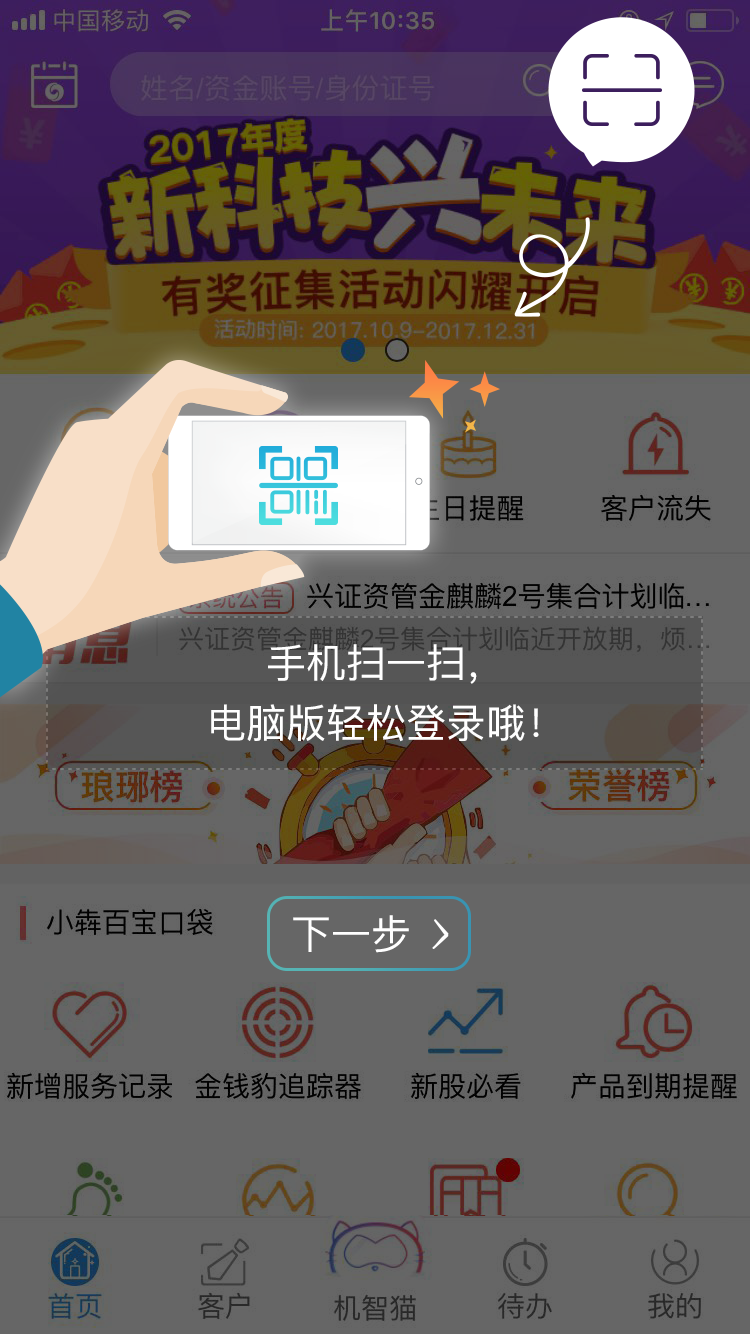 中国移动
上午10:35
姓名/资金账号/身份证号
2017年度
新科技兴未来
有奖征集活动闪耀开启
活动时间: 2017.10.9-2017.12.31
日提醒
客户流失
系统公告
兴证资管金麒麟2号集合计划临...
消息
兴证资管金麒麟2号集合计划临近开放期，烦...
手机扫一扫，
电脑版轻松登录哦！
琅琊榜
荣誉榜
下一步
小犇百宝口袋
新增服务记录
金钱豹追踪器
新股必看
产品到期提醒
首页
客户
机智猫
待办
我的